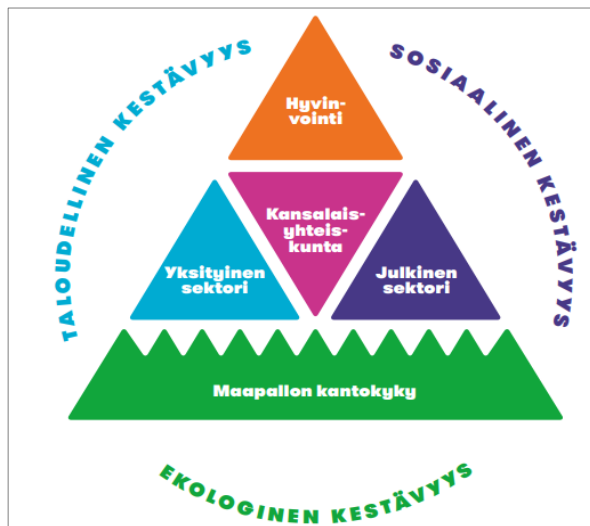 TALOUDELLINEN KESTÄVYYS
SOSIAALINEN KESTÄVYYS
Hyvin-
vointi
Kansalais-
yhteis-
kunta
Yksityinen
sektori
Julkinen
sektori
Maapallon kantokyky
EKOLOGINEN KESTÄVYYS